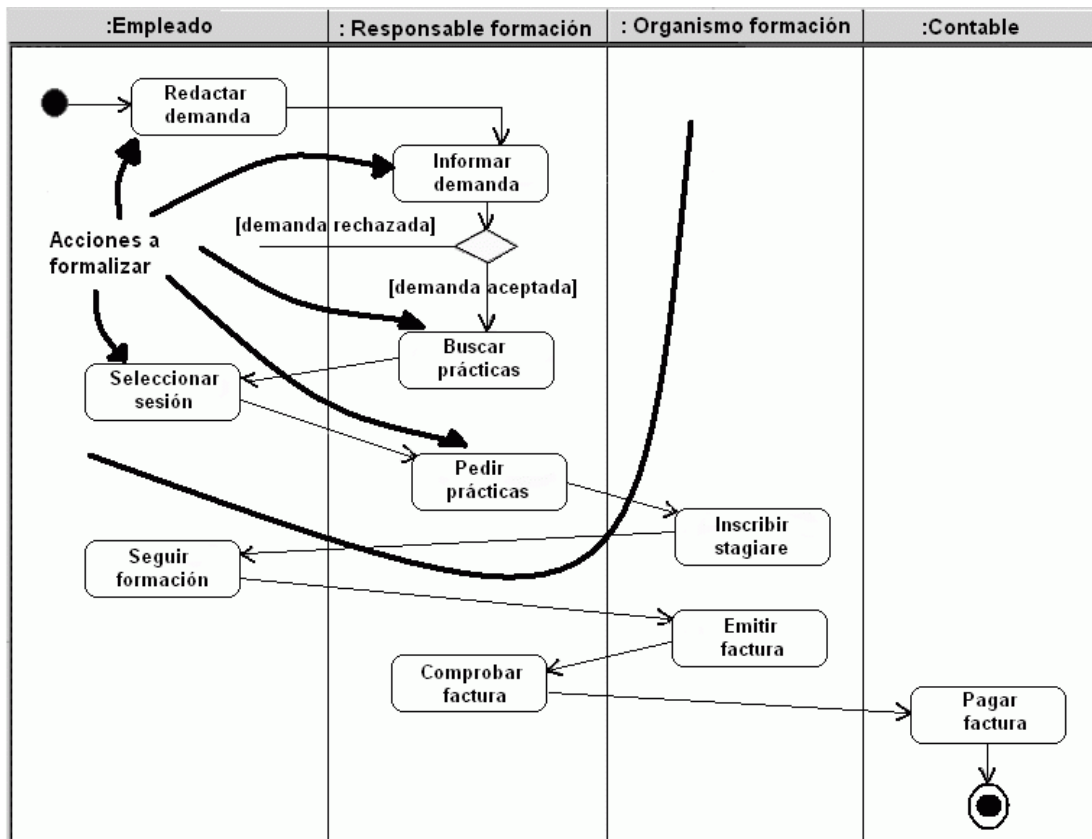 :Empleado
: Responsable formación
: Organismo formación
:Contable
Redactar
demanda
Informar
demanda
[demanda rechazada]
Acciones a
formalizar
[demanda aceptada]
Buscar
prácticas
Seleccionar
sesión
Pedir
prácticas
Inscribir
stagiare
Seguir
formación
Emitir
factura
Comprobar
factura
Pagar
factura